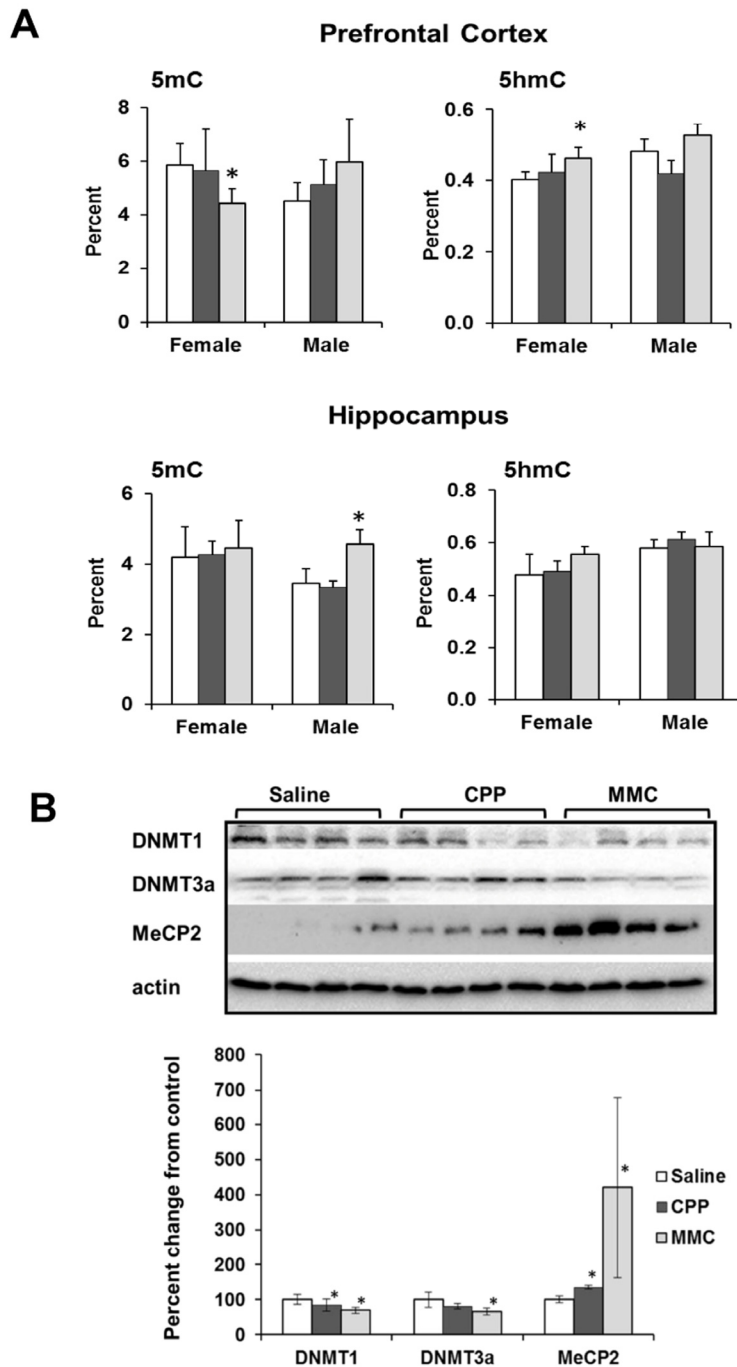 A
Prefrontal Cortex
5mC
Percent
8
6
4
2
0
*
Female Male
5hmC
Percent
0.6
0.4
0.2
0.0
*
Female Male
Hippocampus
5mC
Percent
6
4
2
0
*
Female Male
5hmC
Percent
0.8
0.6
0.4
0.2
0.0
Female Male
B
Saline CPP MMC
DNMT1
DNMT3a
MeCP2
actin
Percent change from control
800
700
600
500
400
300
200
100
0
* * * * *
Saline
CPP
MMC
DNMT1 DNMT3a MeCP2